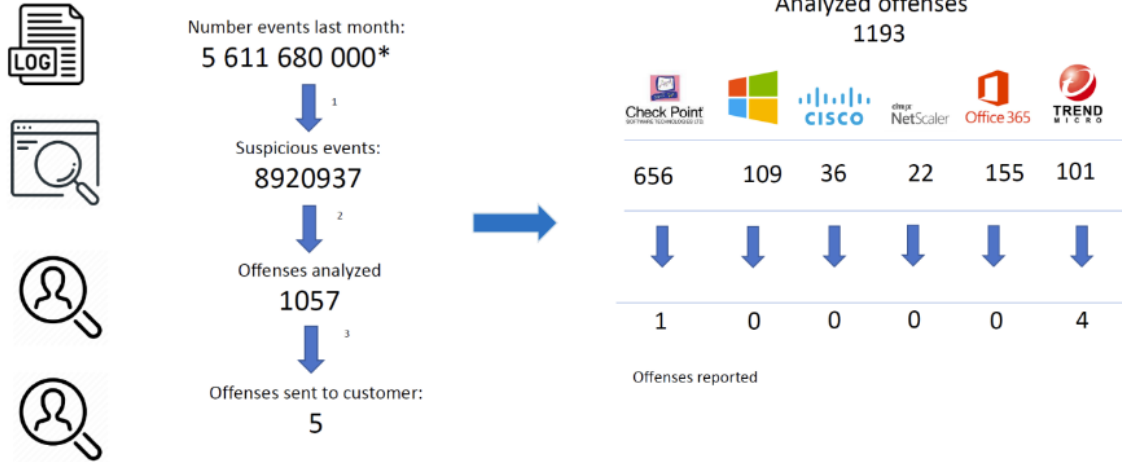 LOG
Number events last month:
5 611 680 000*
1
Suspicious events:
8920937
2
Offenses analyzed
1057
3
Offenses sent to customer:
5
Analyzed offenses
1193
Check Point
SOFTWARE TECHNOLOGIES LTD
CISCO
citrix
NetScaler
Office 365
TREND
MICRO
656 109 36 22 155 101
1 0 0 0 0 4
Offenses reported